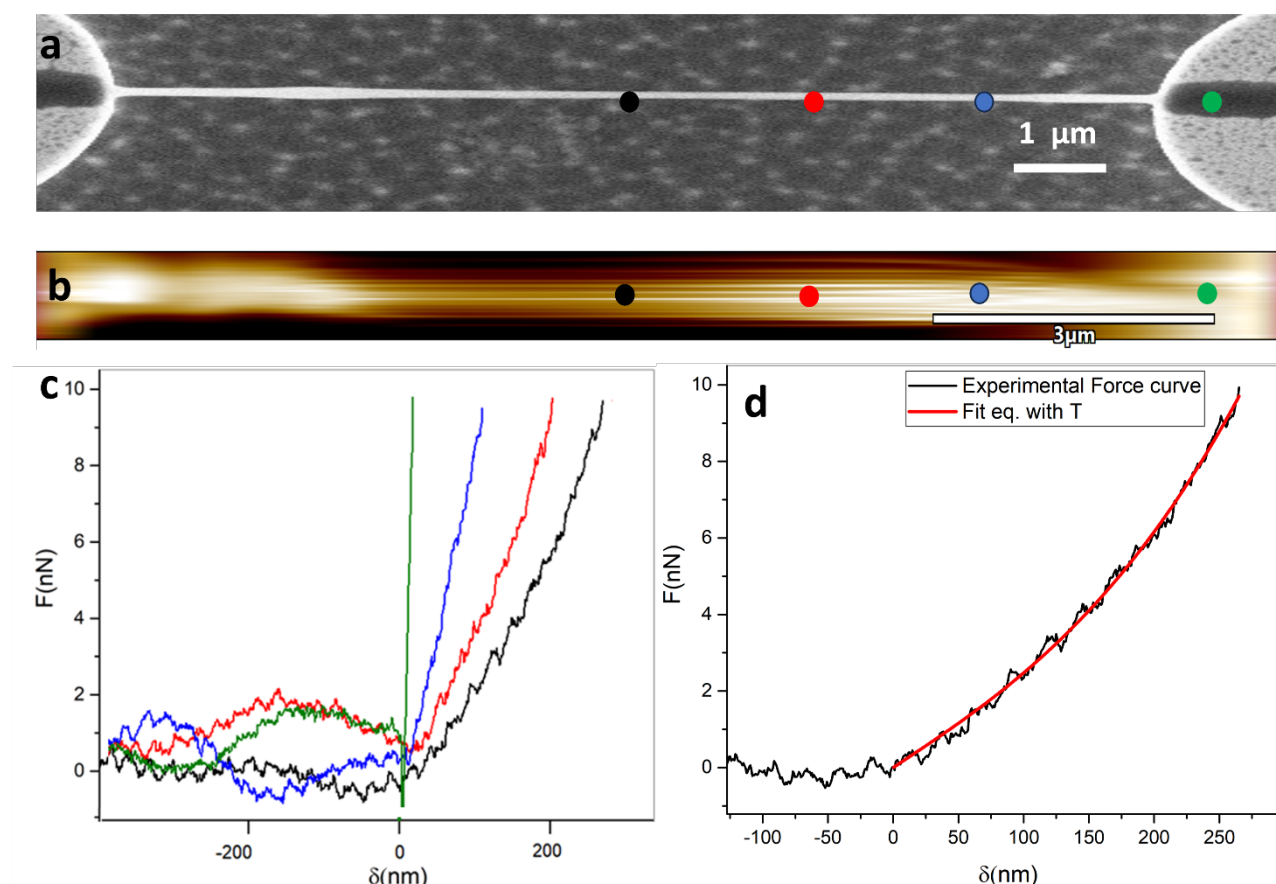 a
1 μm
b
3μm
c
10
8
6
4
2
0
F(nN)
-200
0
200
δ(nm)
d
Experimental Force curve
Fit eq. with T
10
8
6
4
2
0
F(nN)
-100
-50
0
50
100
150
200
250
δ(nm)